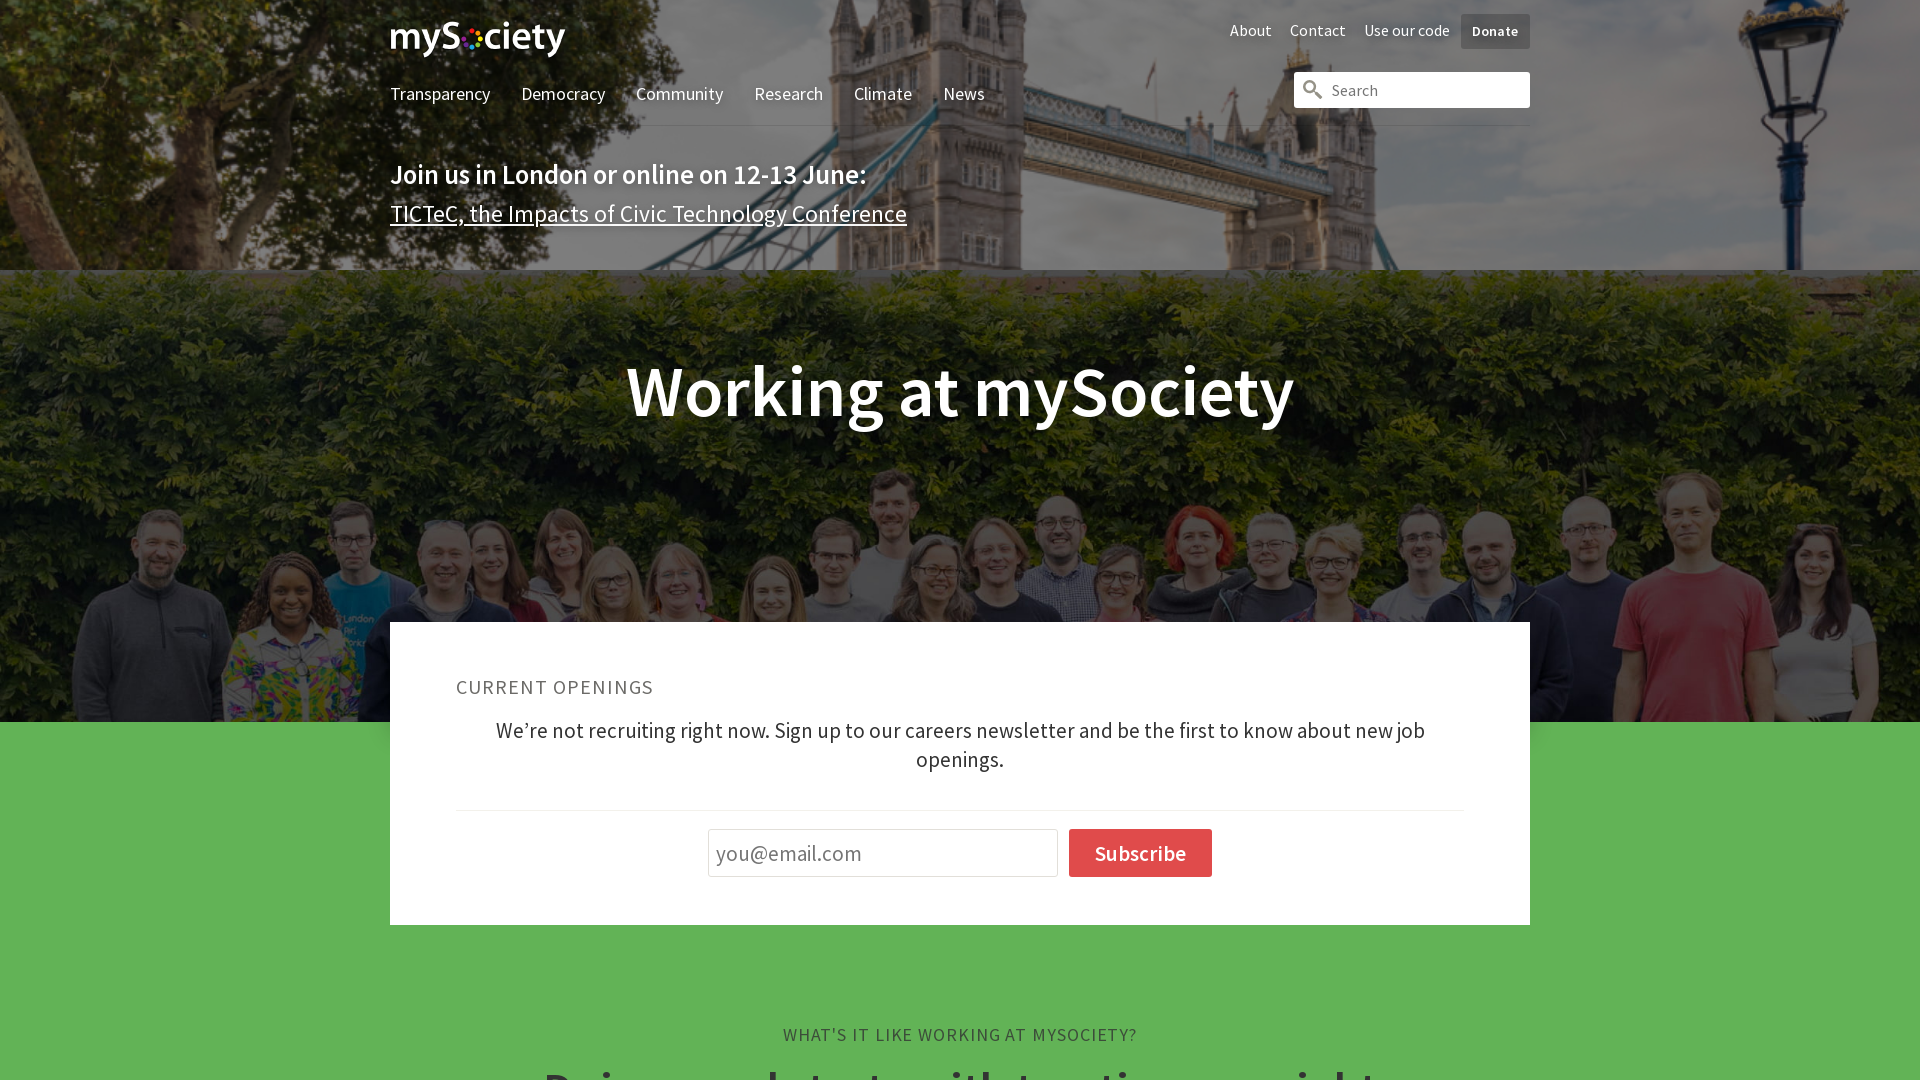 mySociety
About
Contact
Use our code
Donate
Transparency
Democracy
Community
Research
Climate
News
Search
Join us in London or online on 12-13 June:
TICTeC, the Impacts of Civic Technology Conference
Working at mySociety
London
CURRENT OPENINGS
We’re not recruiting right now. Sign up to our careers newsletter and be the first to know about new job
openings.
you@email.com
Subscribe
WHAT'S IT LIKE WORKING AT MYSOCIETY?